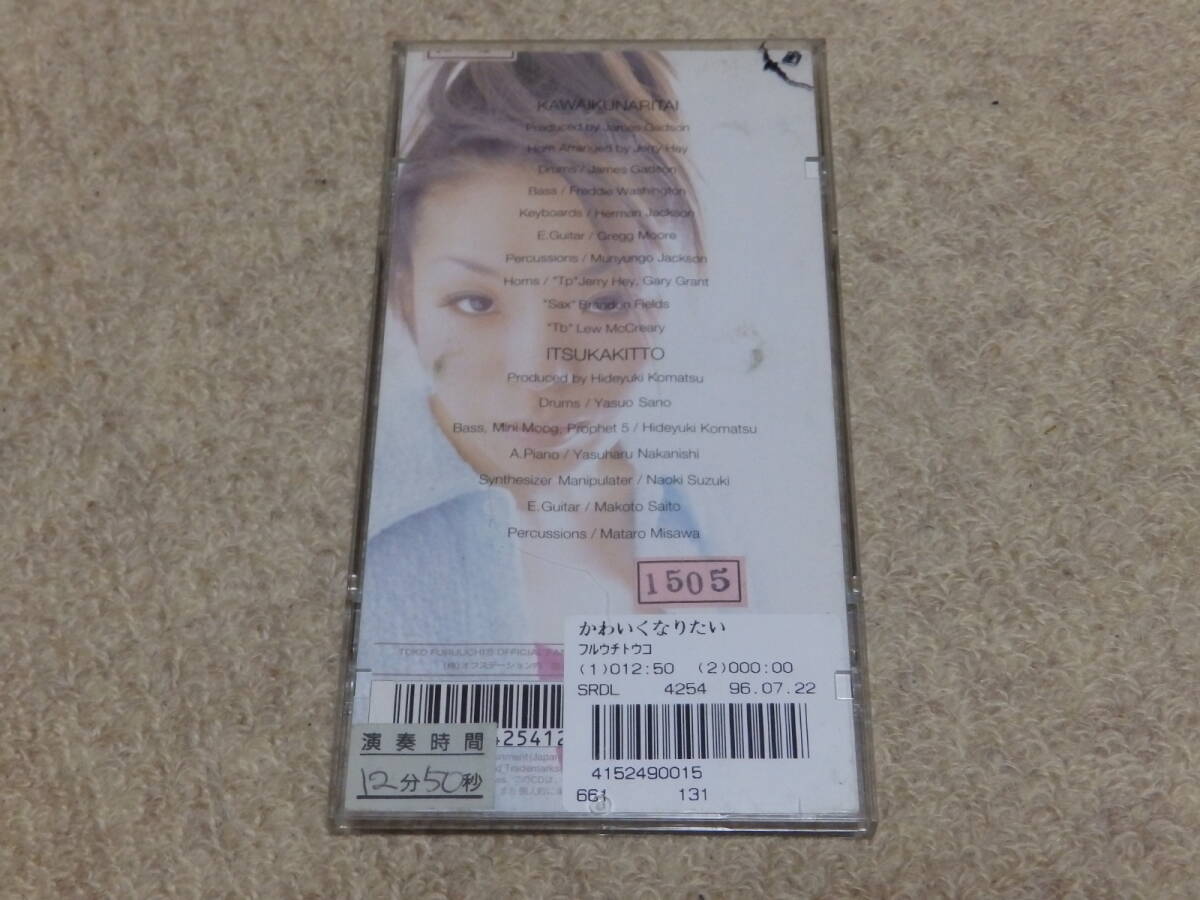 KAWAIKUNARITAI
Produced by James Gadson
Horn Arranged by Jerry Hey
Drums / James Gadson
Bass / Freddie Washington
Keyboards / Herman Jackson
E.Guitar / Gregg Moore
Percussions / Munyungo Jackson
Horns / "Tp"Jerry Hey, Gary Grant
"Sax" Brandon Fields
"Tb" Lew McCreary
ITSUKAKITTO
Produced by Hideyuki Komatsu
Drums / Yasuo Sano
Bass, Mini Moog, Prophet 5 / Hideyuki Komatsu
A.Piano / Yasuharu Nakanishi
Synthesizer Manipulater / Naoki Suzuki
E.Guitar / Makoto Saito
Percussions / Mataro Misawa
1505
TOKO FURUUCHI'S OFFICIAL
かわいくなりたい
フルウチトウコ
(1)012:50 (2)000:00
SRDL 4254 96.07.22
4152490015
661 131
425412
演奏時間
12分50秒